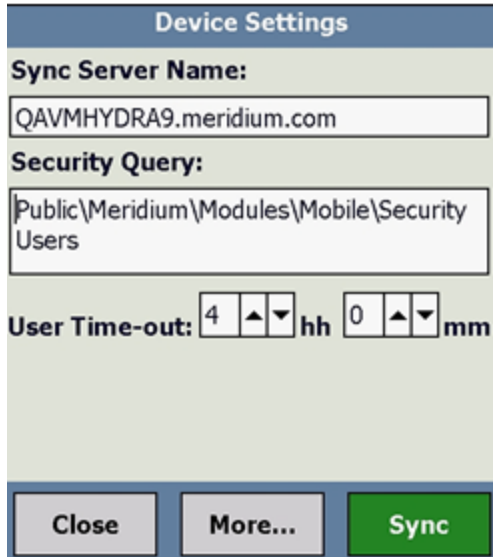 Device Settings
Sync Server Name:
QAVMHYDRA9.meridium.com
Security Query:
Public\Meridium\Modules\Mobile\Security
Users
User Time-out: 4 hh 0 mm
Close More... Sync